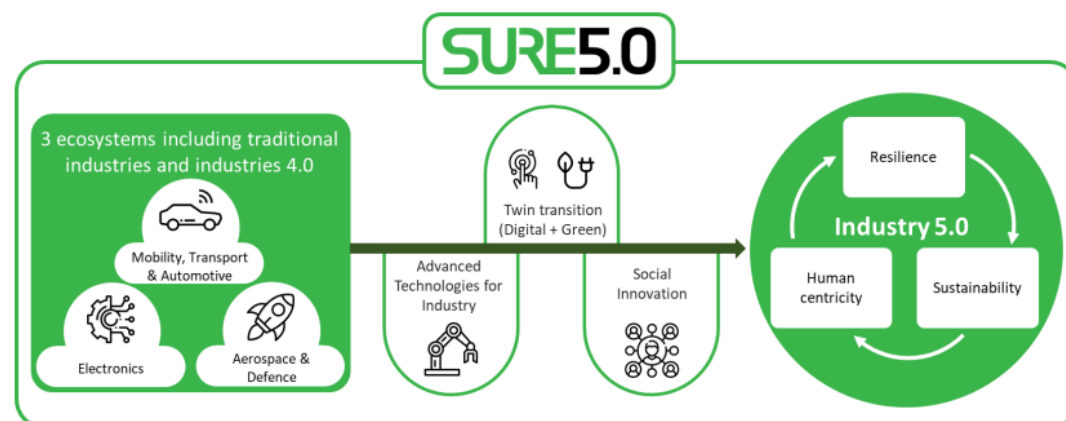 SURE5.0
3 ecosystems including traditional
industries and industries 4.0
Mobility, Transport
& Automotive
Electronics
Aerospace &
Defence
Twin transition
(Digital + Green)
Advanced
Technologies for
Industry
Social
Innovation
Resilience
Industry 5.0
Human
centricity
Sustainability